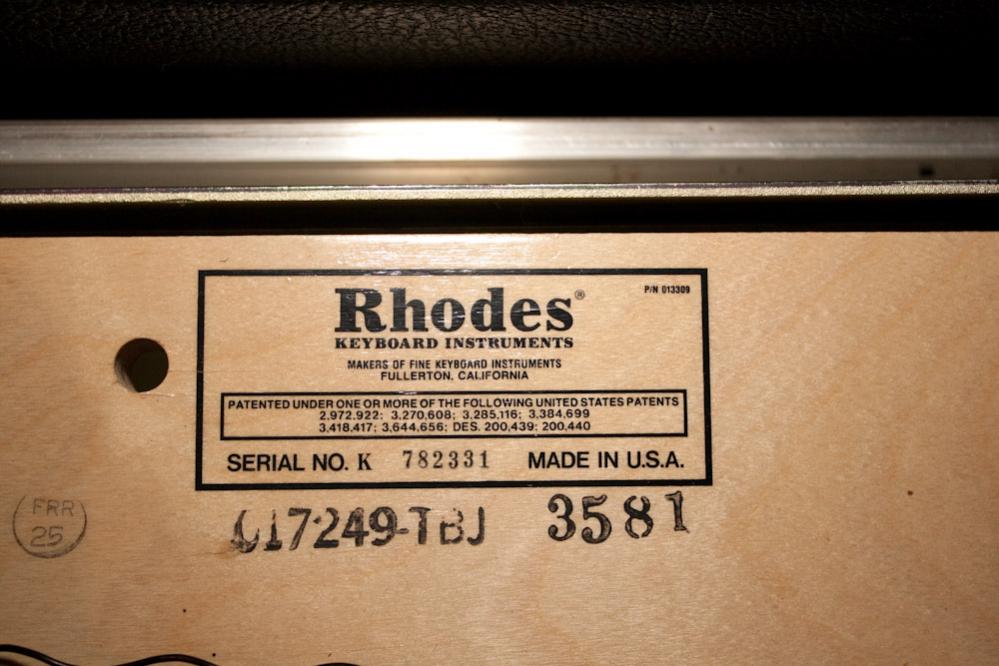 Rhodes®
P/N 013309
KEYBOARD INSTRUMENTS
MAKERS OF FINE KEYBOARD INSTRUMENTS
FULLERTON, CALIFORNIA
PATENTED UNDER ONE OR MORE OF THE FOLLOWING UNITED STATES PATENTS
2,972,922; 3,270,608; 3,285,116; 3,384,699
3,418,417; 3,644,656; DES. 200,439; 200,440
SERIAL NO. K 782331 MADE IN U.S.A.
017249-TBJ 3581
FRR
25